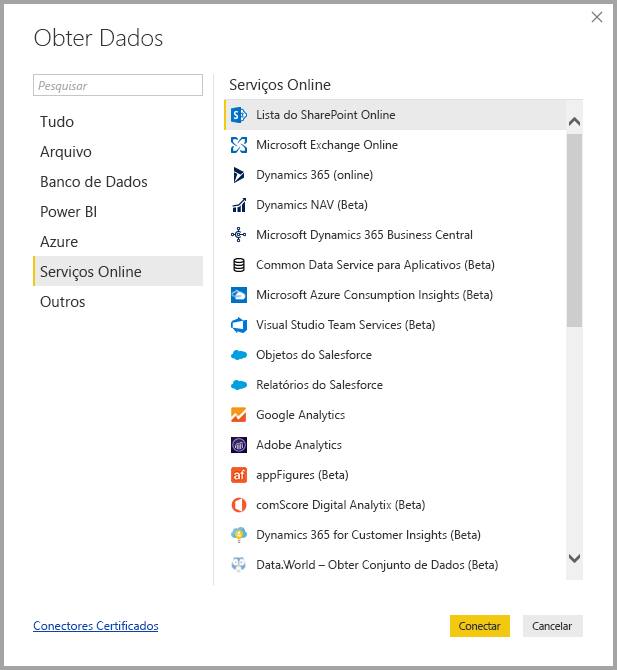 Obter Dados
Pesquisar
Tudo
Arquivo
Banco de Dados
Power BI
Azure
Serviços Online
Outros
Serviços Online
Lista do SharePoint Online
Microsoft Exchange Online
Dynamics 365 (online)
Dynamics NAV (Beta)
Microsoft Dynamics 365 Business Central
Common Data Service para Aplicativos (Beta)
Microsoft Azure Consumption Insights (Beta)
Visual Studio Team Services (Beta)
Objetos do Salesforce
Relatórios do Salesforce
Google Analytics
Adobe Analytics
appFigures (Beta)
comScore Digital Analytix (Beta)
Dynamics 365 for Customer Insights (Beta)
Data.World – Obter Conjunto de Dados (Beta)
Conectores Certificados
Conectar
Cancelar